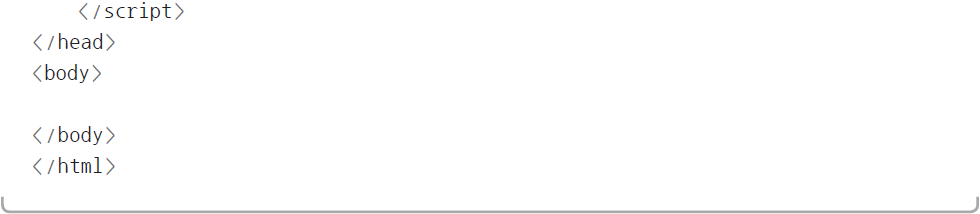 </script>
</head>
<body>
</body>
</html>